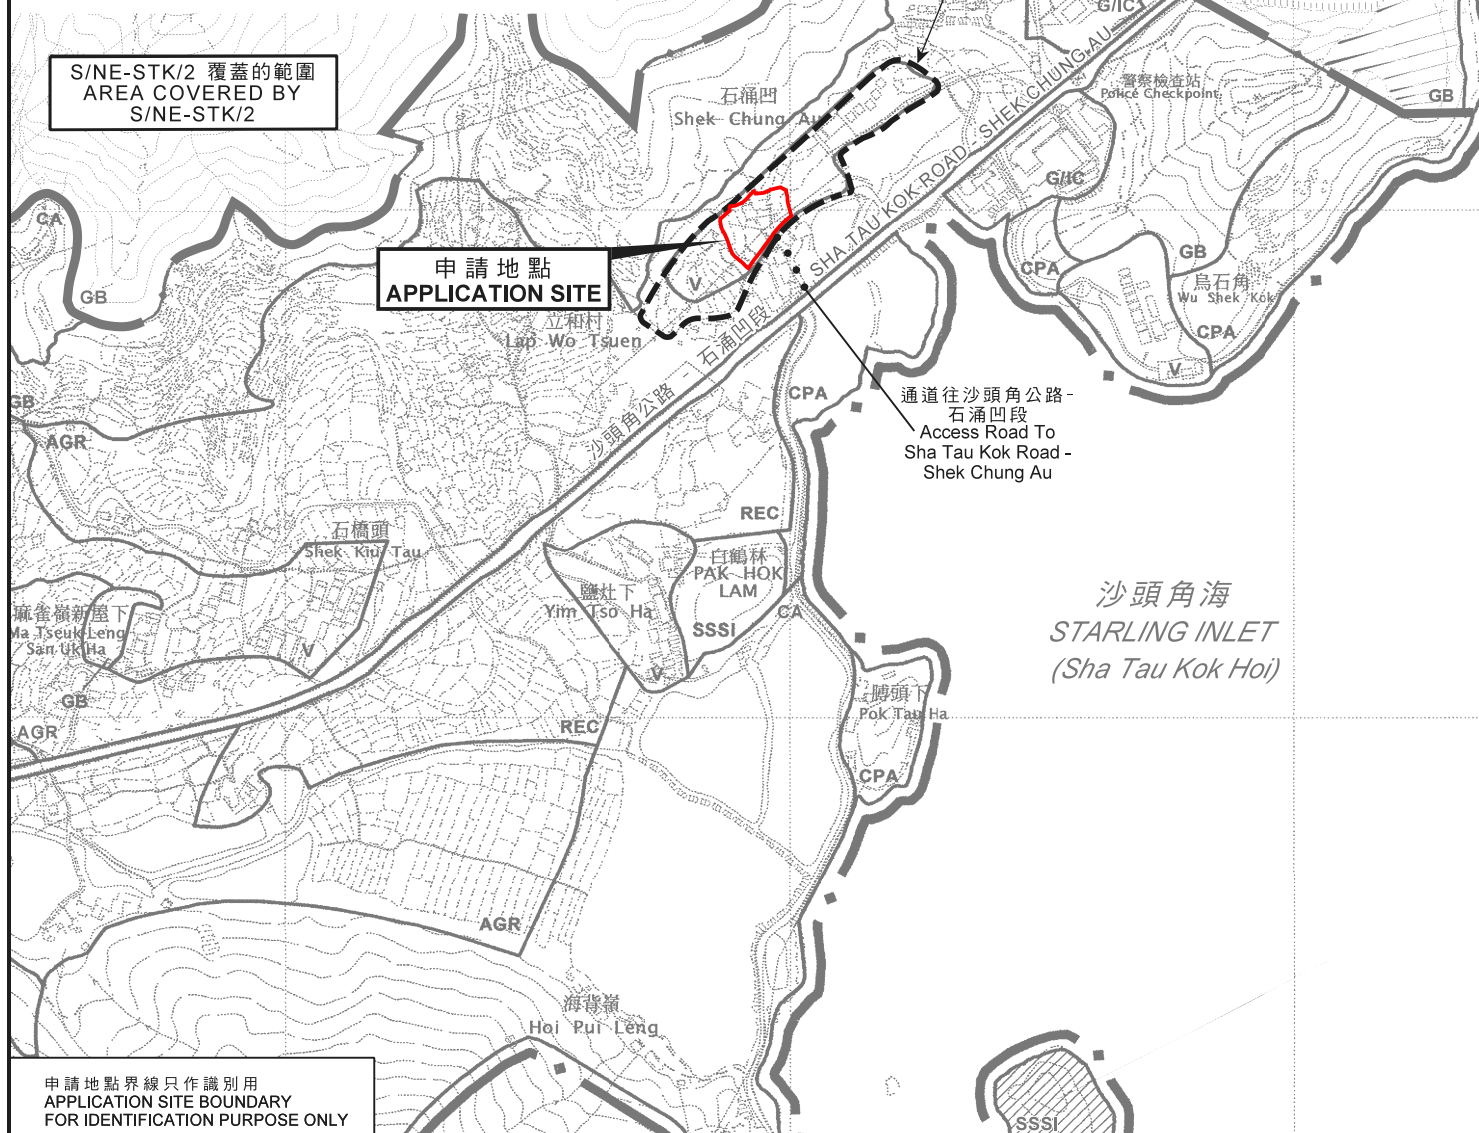 S/NE-STK/2 覆蓋的範圍
AREA COVERED BY
S/NE-STK/2
G/IC
石涌凹
Shek Chung Au
警察檢查站
Police Checkpoint
GB
G/IC
SHA TAU KOK ROAD - SHEK CHUNG AU
CA
GB
申請地點
APPLICATION SITE
V
立和村
Lap Wo Tsuen
沙頭角公路 - 石涌凹段
CPA
GB
烏石角
Wu Shek Kok
CPA
V
CPA
通道往沙頭角公路-
石涌凹段
Access Road To
Sha Tau Kok Road -
Shek Chung Au
GB
AGR
REC
石橋頭
Shek Kiu Tau
白鶴林
PAK HOK
LAM
鹽灶下
Yim Tso Ha
SSSI
CA
V
麻雀嶺新屋下
Ma Tseuk Leng
San Uk Ha
V
GB
AGR
REC
沙頭角海
STARLING INLET
(Sha Tau Kok Hoi)
膊頭下
Pok Tau Ha
CPA
AGR
海背嶺
Hoi Pui Leng
SSSI
申請地點界線只作識別用
APPLICATION SITE BOUNDARY
FOR IDENTIFICATION PURPOSE ONLY